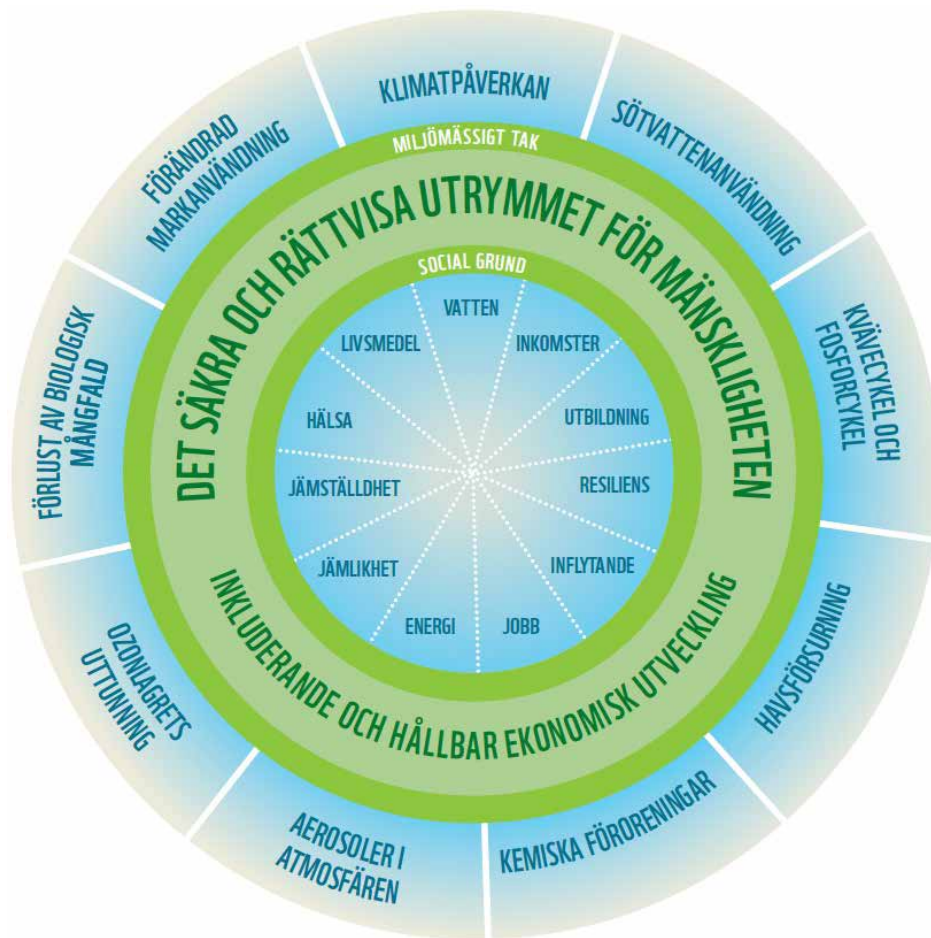 KLIMATPÅVERKAN
SÖTVATTENANVÄNDNING
KVÄVECYKEL OCH
FOSFORCYKEL
HAVSFÖRSURNING
KEMISKA FÖRORENINGAR
AEROSOLER I
ATMOSFÄREN
OZONLAGRETS
UTTUNNING
FÖRLUST AV BIOLOGISK
MÅNGFALD
FÖRÄNDRAD
MARKANVÄNDNING
MILJÖMÄSSIGT TAK
DET SÄKRA OCH RÄTTVISA UTRYMMET FÖR MÄNSKLIGHETEN
INKLUDERANDE OCH HÅLLBAR EKONOMISK UTVECKLING
SOCIAL GRUND
VATTEN
INKOMSTER
UTBILDNING
RESILIENS
INFLYTANDE
JOBB
ENERGI
JÄMLIKHET
JÄMSTÄLLDHET
HÄLSA
LIVSMEDEL